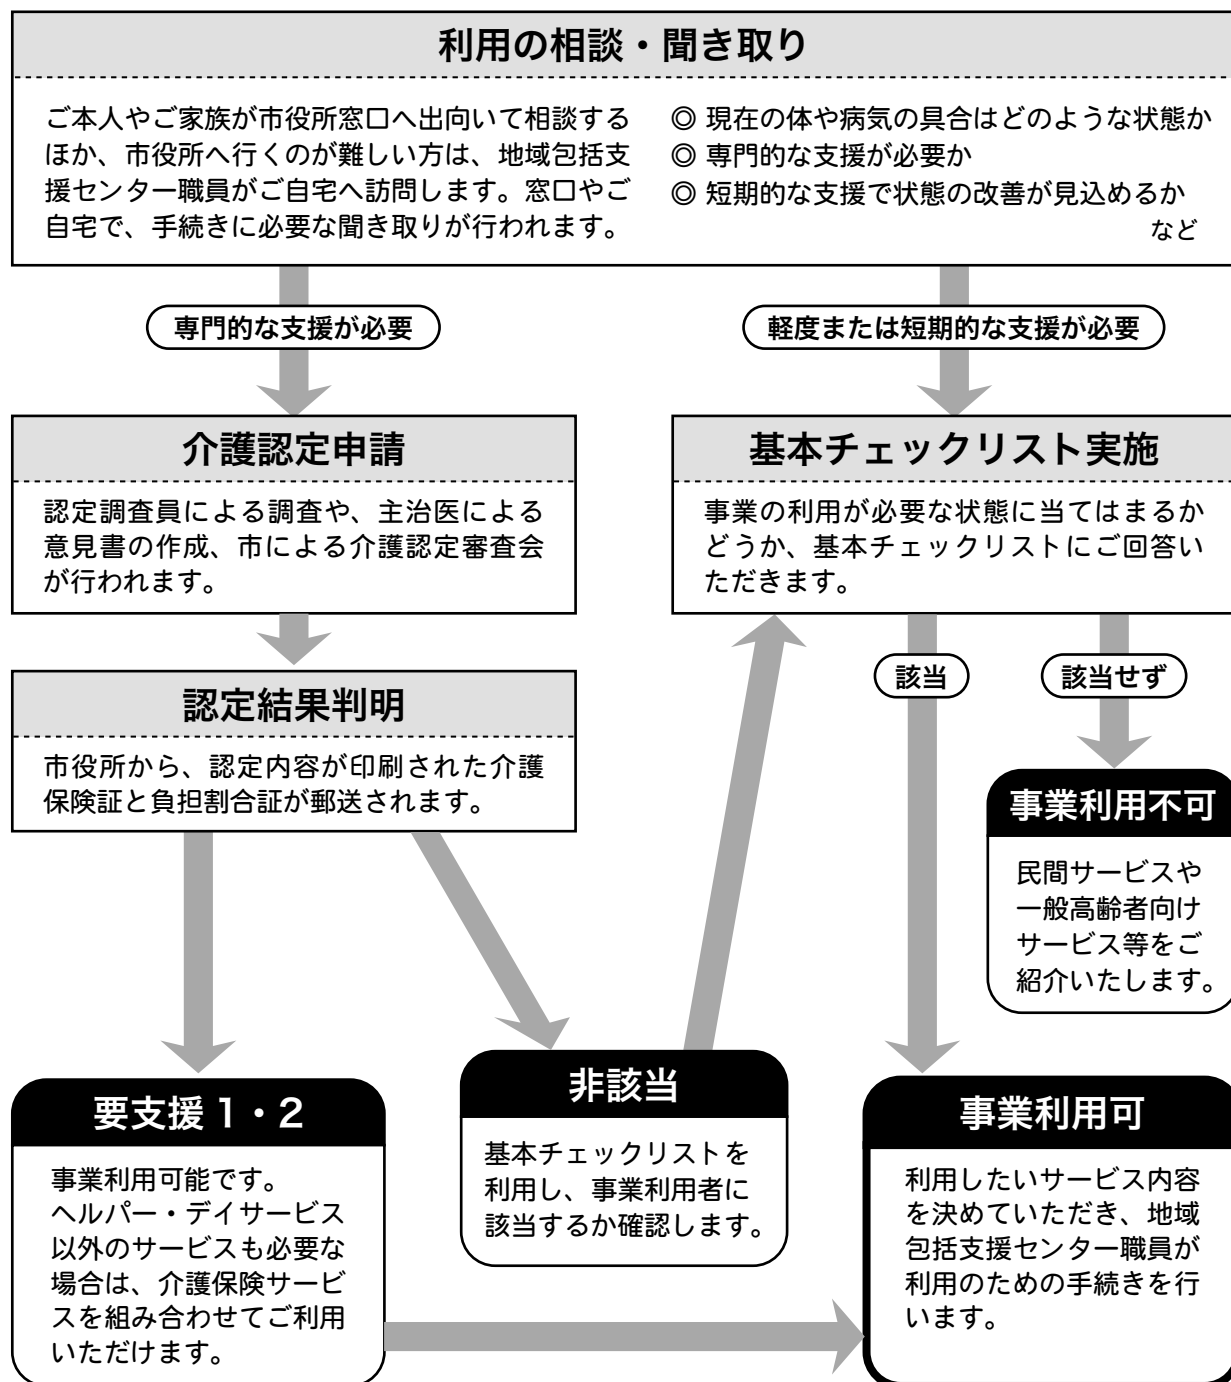 利用の相談・聞き取り
ご本人やご家族が市役所窓口へ出向いて相談する
ほか、市役所へ行くのが難しい方は、地域包括支
援センター職員がご自宅へ訪問します。窓口やご
自宅で、手続きに必要な聞き取りが行われます。
◎ 現在の体や病気の具合はどのような状態か
◎ 専門的な支援が必要か
◎ 短期的な支援で状態の改善が見込めるか
など
専門的な支援が必要
軽度または短期的な支援が必要
介護認定申請
認定調査員による調査や、主治医による
意見書の作成、市による介護認定審査会
が行われます。
基本チェックリスト実施
事業の利用が必要な状態に当てはまるか
どうか、基本チェックリストにご回答い
ただきます。
該当
該当せず
認定結果判明
市役所から、認定内容が印刷された介護
保険証と負担割合証が郵送されます。
事業利用不可
民間サービスや
一般高齢者向け
サービス等をご
紹介いたします。
要支援 1・2
事業利用可能です。
ヘルパー・デイサービス
以外のサービスも必要な
場合は、介護保険サービ
スを組み合わせてご利用
いただけます。
非該当
基本チェックリストを
利用し、事業利用者に
該当するか確認します。
事業利用可
利用したいサービス内容
を決めていただき、地域
包括支援センター職員が
利用のための手続きを行
います。